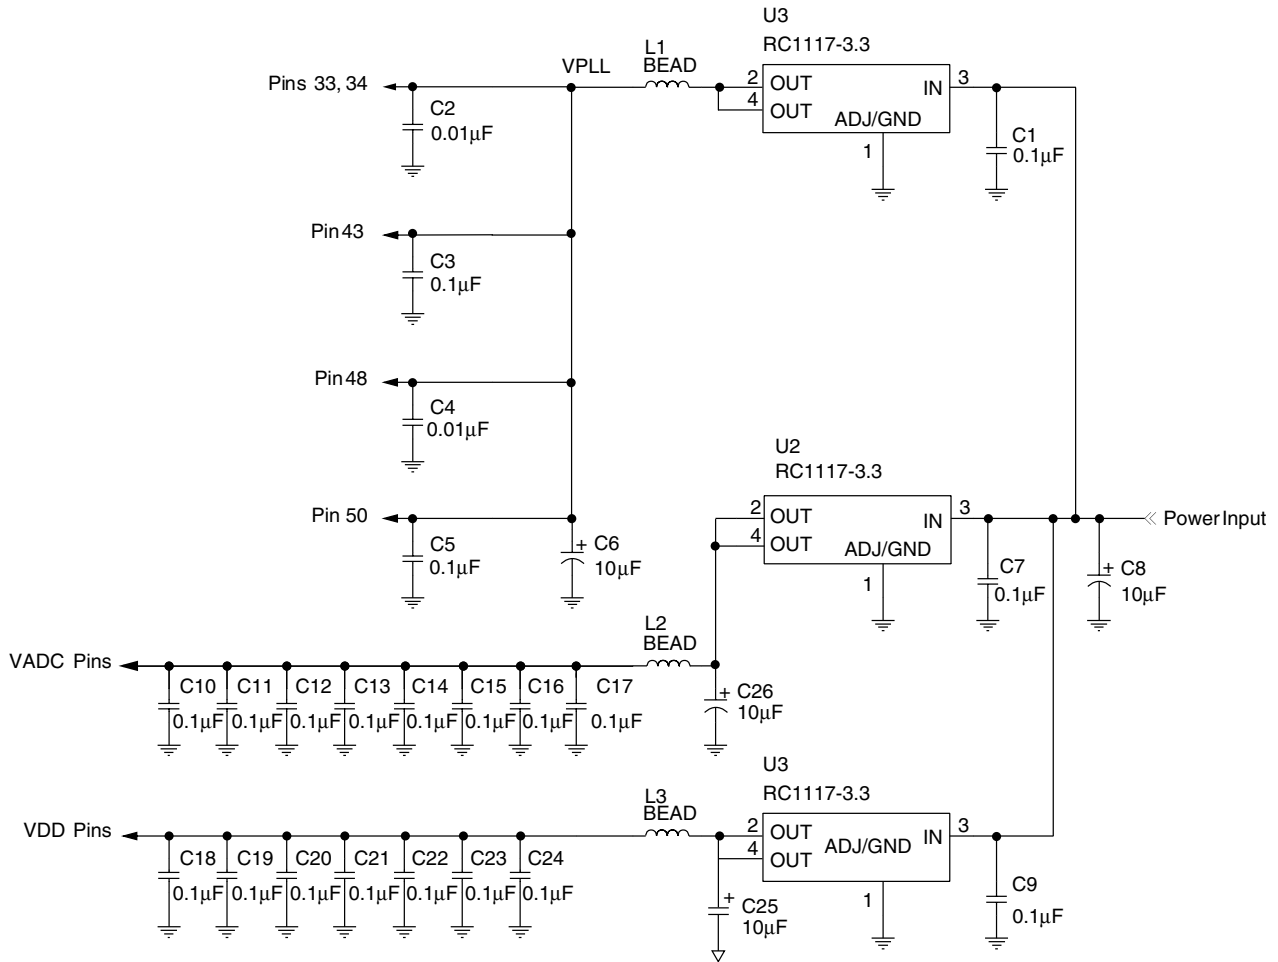 U3
RC1117-3.3
L1
BEAD
VPLL
Pins 33, 34
2 OUT
4 OUT
IN 3
ADJ/GND
1
C2
0.01µF
C1
0.1µF
Pin 43
C3
0.1µF
Pin 48
C4
0.01µF
U2
RC1117-3.3
Pin 50
2 OUT
4 OUT
IN 3
ADJ/GND
1
Power Input
C5
0.1µF
+ C6
10µF
C7
0.1µF
+ C8
10µF
L2
BEAD
VADC Pins
C10 C11 C12 C13 C14 C15 C16 C17
0.1µF 0.1µF 0.1µF 0.1µF 0.1µF 0.1µF 0.1µF 0.1µF
+ C26
10µF
U3
RC1117-3.3
L3
BEAD
VDD Pins
2 OUT
4 OUT
IN 3
ADJ/GND
1
C18 C19 C20 C21 C22 C23 C24
0.1µF 0.1µF 0.1µF 0.1µF 0.1µF 0.1µF 0.1µF
+ C25
10µF
C9
0.1µF